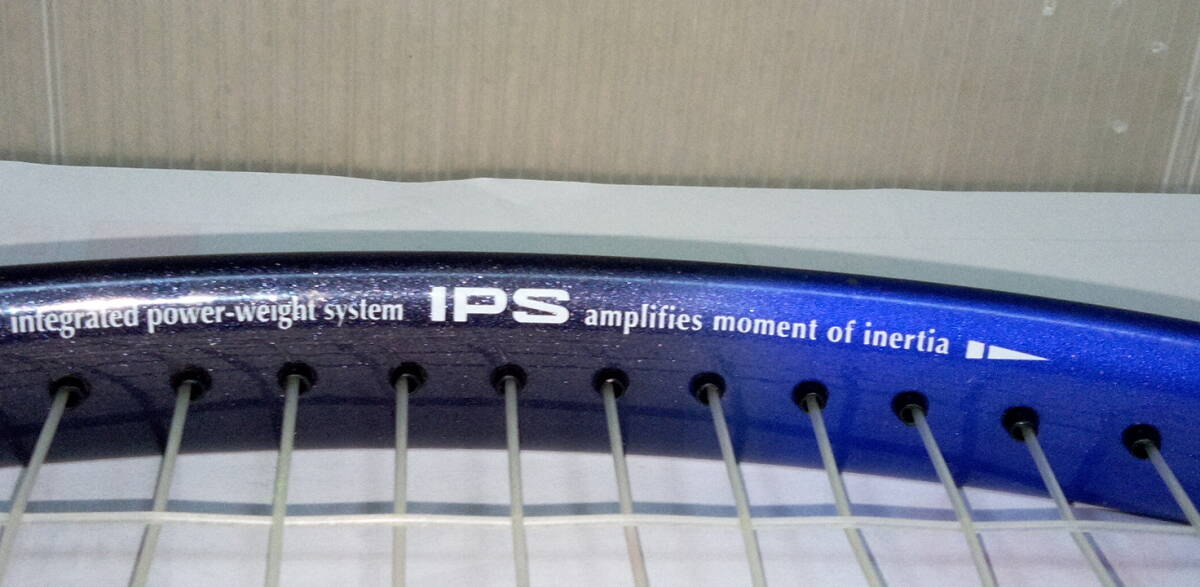 integrated power-weight system IPS amplifies moment of inertia